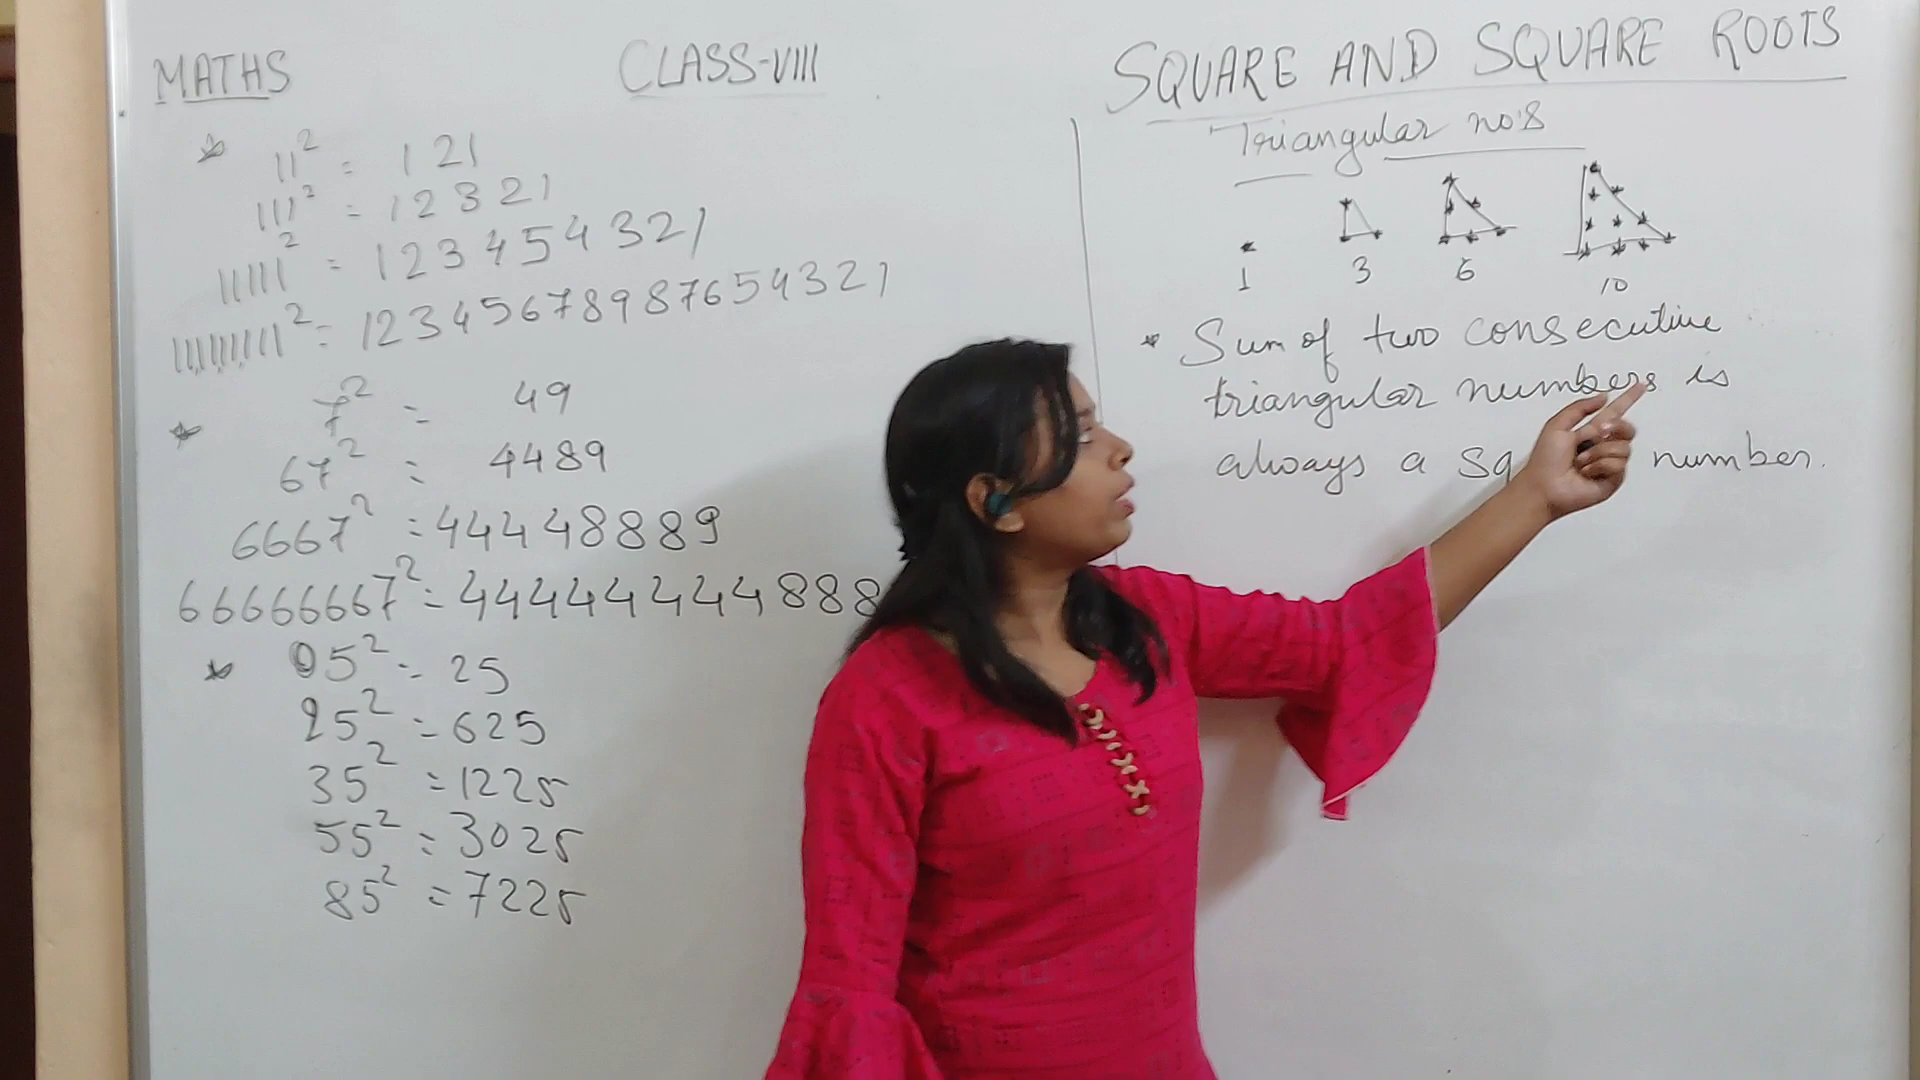 MATHS
CLASS-VIII
SQUARE AND SQUARE ROOTS
11² = 121
111² = 12321
11111² = 123454321
111111111² = 12345678987654321
7² = 49
67² = 4489
6667² = 44448889
66666667² = 44444444888
05² = 25
25² = 625
35² = 1225
55² = 3025
85² = 7225
Triangular no.s
1 3 6 10
Sum of two consecutive
triangular numbers is
always a number.